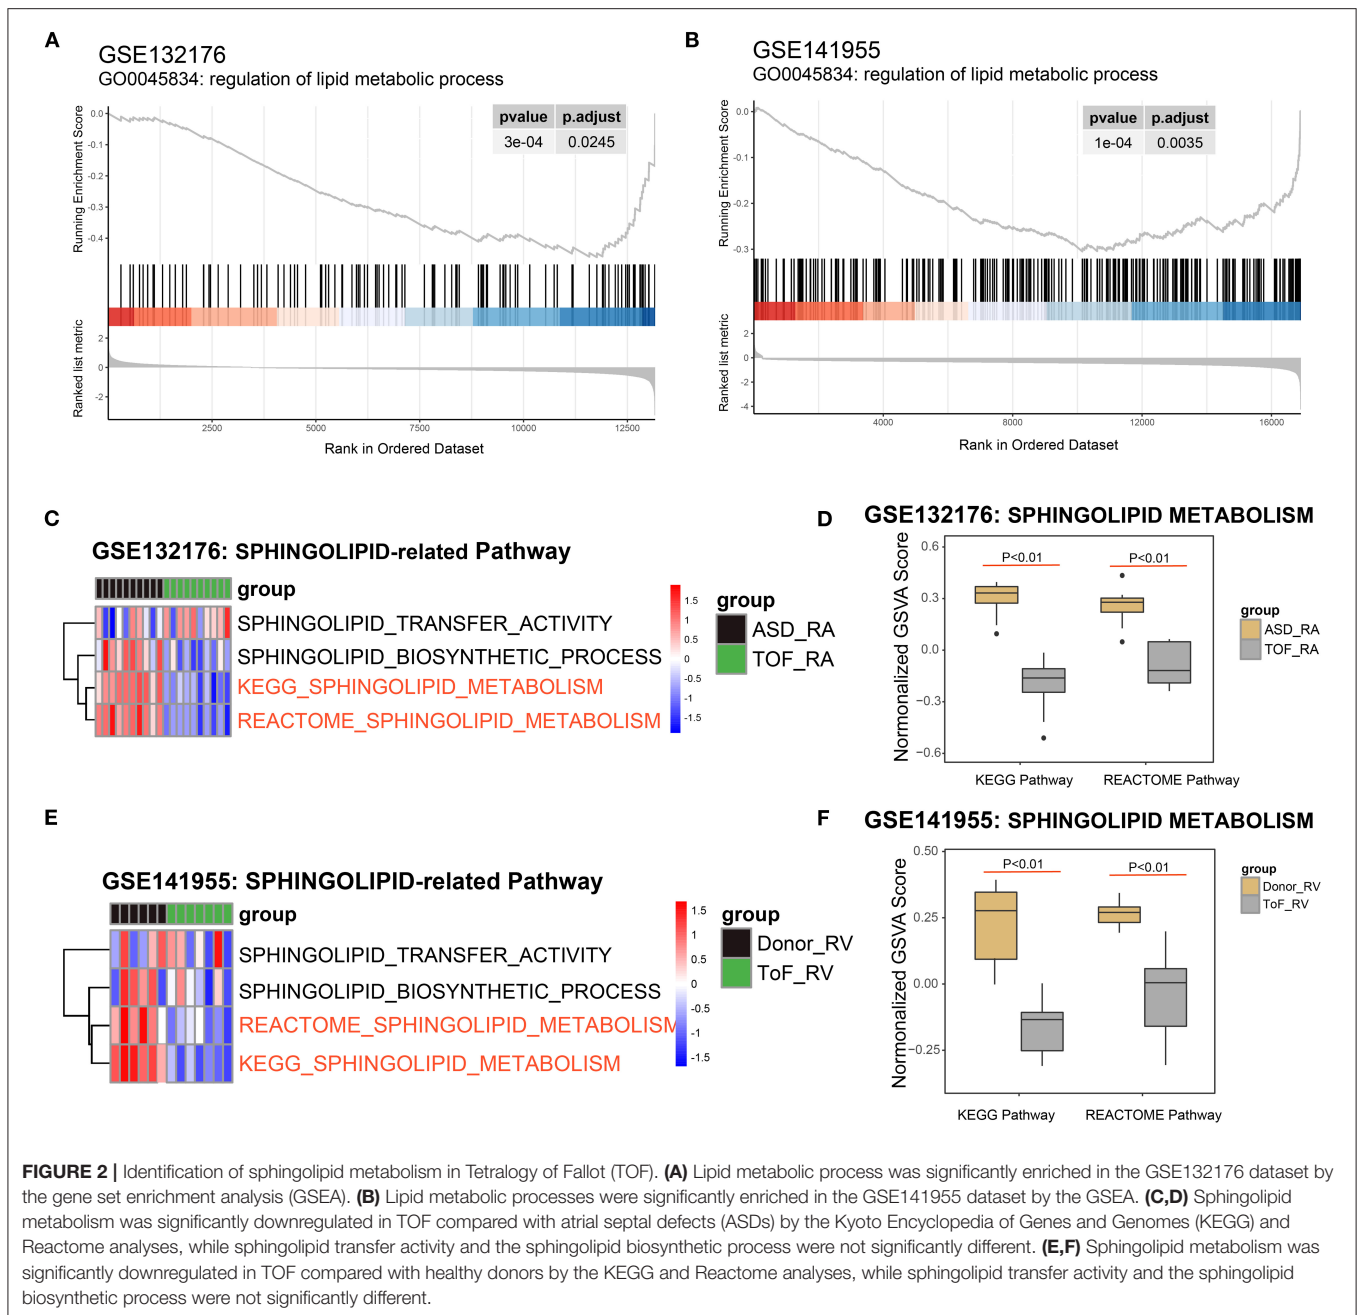 A
GSE132176
GO0045834: regulation of lipid metabolic process
Running Enrichment Score
0.0
-0.1
-0.2
-0.3
-0.4
pvalue p.adjust
3e-04 0.0245
Ranked list metric
2
0
-2
2500 5000 7500 10000 12500
Rank in Ordered Dataset
B
GSE141955
GO0045834: regulation of lipid metabolic process
Running Enrichment Score
0.0
-0.1
-0.2
-0.3
pvalue p.adjust
1e-04 0.0035
Ranked list metric
2
0
-2
-4
4000 8000 12000 16000
Rank in Ordered Dataset
C
GSE132176: SPHINGOLIPID-related Pathway
group
SPHINGOLIPID_TRANSFER_ACTIVITY
SPHINGOLIPID_BIOSYNTHETIC_PROCESS
KEGG_SPHINGOLIPID_METABOLISM
REACTOME_SPHINGOLIPID_METABOLISM
1.5
1
0.5
0
-0.5
-1
-1.5
group
ASD_RA
TOF_RA
D
GSE132176: SPHINGOLIPID METABOLISM
Normonalized GSVA Score
0.6
0.3
0.0
−0.3
−0.6
P<0.01 P<0.01
KEGG Pathway REACTOME Pathway
group
ASD_RA
TOF_RA
E
GSE141955: SPHINGOLIPID-related Pathway
group
SPHINGOLIPID_TRANSFER_ACTIVITY
SPHINGOLIPID_BIOSYNTHETIC_PROCESS
REACTOME_SPHINGOLIPID_METABOLISM
KEGG_SPHINGOLIPID_METABOLISM
1.5
1
0.5
0
-0.5
-1
-1.5
group
Donor_RV
ToF_RV
F
GSE141955: SPHINGOLIPID METABOLISM
Normonalized GSVA Score
0.50
0.25
0.00
−0.25
P<0.01 P<0.01
KEGG Pathway REACTOME Pathway
group
Donor_RV
ToF_RV
FIGURE 2 | Identification of sphingolipid metabolism in Tetralogy of Fallot (TOF). (A) Lipid metabolic process was significantly enriched in the GSE132176 dataset by
the gene set enrichment analysis (GSEA). (B) Lipid metabolic processes were significantly enriched in the GSE141955 dataset by the GSEA. (C,D) Sphingolipid
metabolism was significantly downregulated in TOF compared with atrial septal defects (ASDs) by the Kyoto Encyclopedia of Genes and Genomes (KEGG) and
Reactome analyses, while sphingolipid transfer activity and the sphingolipid biosynthetic process were not significantly different. (E,F) Sphingolipid metabolism was
significantly downregulated in TOF compared with healthy donors by the KEGG and Reactome analyses, while sphingolipid transfer activity and the sphingolipid
biosynthetic process were not significantly different.